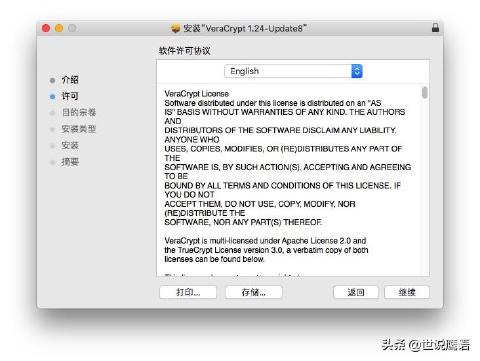 安装“VeraCrypt 1.24-Update8”
软件许可协议
介绍
许可
目的宗卷
安装类型
安装
摘要
English
VeraCrypt License
Software distributed under this license is distributed on an "AS
IS" BASIS WITHOUT WARRANTIES OF ANY KIND. THE AUTHORS
AND
DISTRIBUTORS OF THE SOFTWARE DISCLAIM ANY LIABILITY.
ANYONE WHO
USES, COPIES, MODIFIES, OR (RE)DISTRIBUTES ANY PART OF
THE
SOFTWARE IS, BY SUCH ACTION(S), ACCEPTING AND AGREEING
TO BE
BOUND BY ALL TERMS AND CONDITIONS OF THIS LICENSE. IF
YOU DO NOT
ACCEPT THEM, DO NOT USE, COPY, MODIFY, NOR
(RE)DISTRIBUTE THE
SOFTWARE, NOR ANY PART(S) THEREOF.
VeraCrypt is multi-licensed under Apache License 2.0 and
the TrueCrypt License version 3.0, a verbatim copy of both
licenses can be found below.
打印...
存储...
返回
继续
头条 @世说鹰语